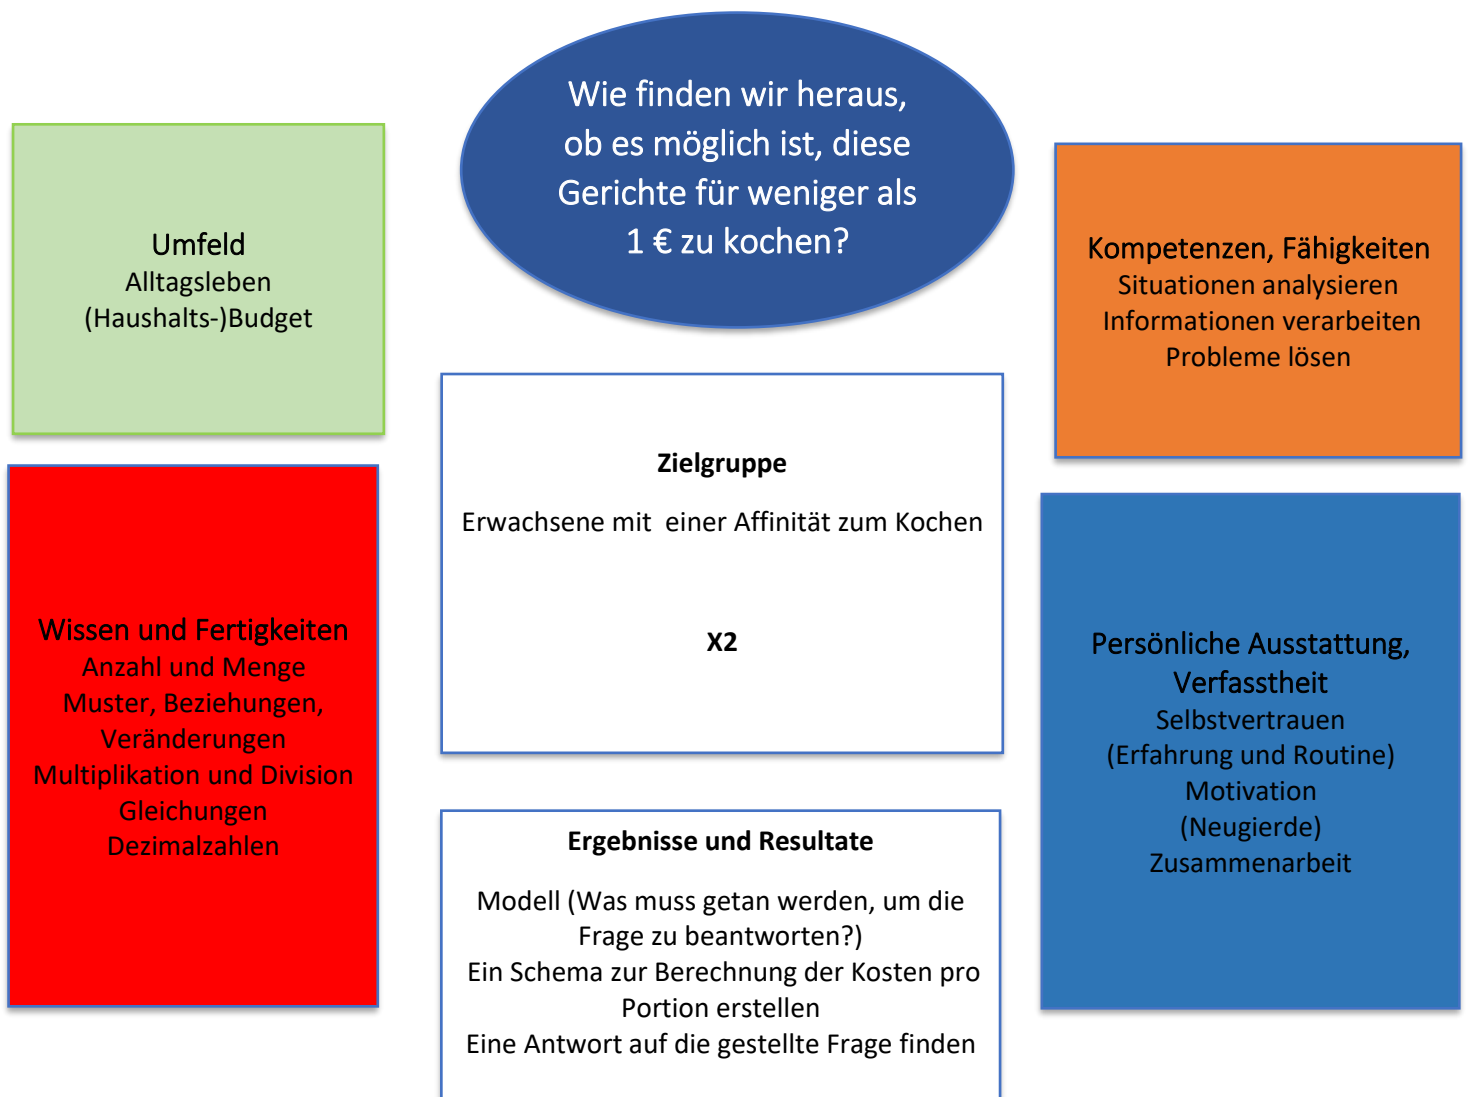 Wie finden wir heraus,
ob es möglich ist, diese
Gerichte für weniger als
1 € zu kochen?
Umfeld
Alltagsleben
(Haushalts-)Budget
Kompetenzen, Fähigkeiten
Situationen analysieren
Informationen verarbeiten
Probleme lösen
Zielgruppe
Erwachsene mit  einer Affinität zum Kochen
X2
Wissen und Fertigkeiten
Anzahl und Menge
Muster, Beziehungen,
Veränderungen
Multiplikation und Division
Gleichungen
Dezimalzahlen
Persönliche Ausstattung,
Verfasstheit
Selbstvertrauen
(Erfahrung und Routine)
Motivation
(Neugierde)
Zusammenarbeit
Ergebnisse und Resultate
Modell (Was muss getan werden, um die
Frage zu beantworten?)
Ein Schema zur Berechnung der Kosten pro
Portion erstellen
Eine Antwort auf die gestellte Frage finden